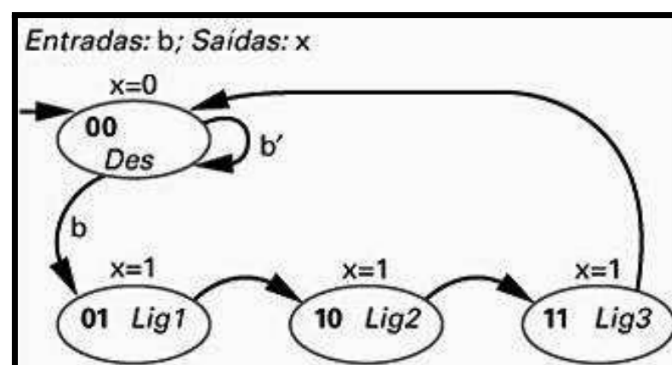 Entradas: b; Saídas: x
x=0
00
Des
b'
b
x=1
x=1
x=1
01 Lig1
10 Lig2
11 Lig3